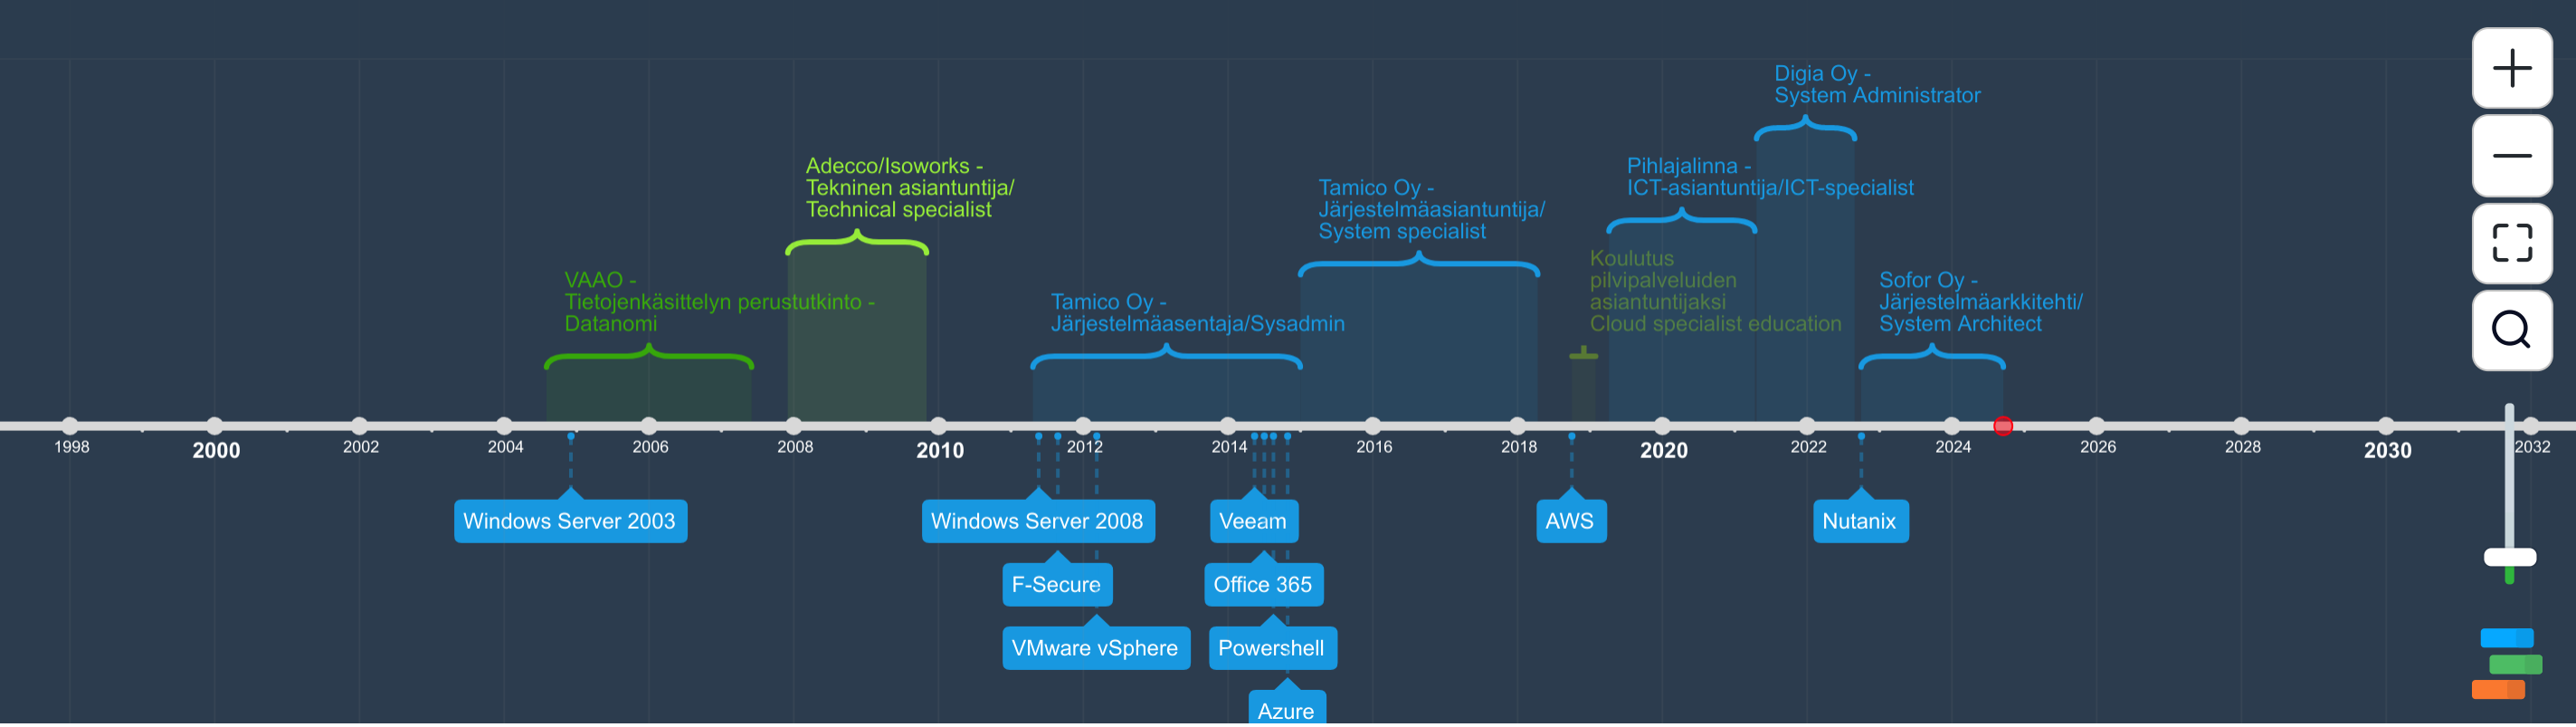 Digia Oy -
System Administrator
Adecco/Isoworks -
Tekninen asiantuntija/
Technical specialist
Pihlajalinna -
ICT-asiantuntija/ICT-specialist
Tamico Oy -
Järjestelmäasiantuntija/
System specialist
Koulutus
pilvipalveluiden
asiantuntijaksi
Cloud specialist education
VAAO -
Tietojenkäsittelyn perustutkinto -
Datanomi
Tamico Oy -
Järjestelmäasentaja/Sysadmin
Sofor Oy -
Järjestelmäarkkitehti/
System Architect
1998 2000 2002 2004 2006 2008 2010 2012 2014 2016 2018 2020 2022 2024 2026 2028 2030 2032
Windows Server 2003
Windows Server 2008
Veeam
AWS
Nutanix
F-Secure
Office 365
VMware vSphere
Powershell
Azure